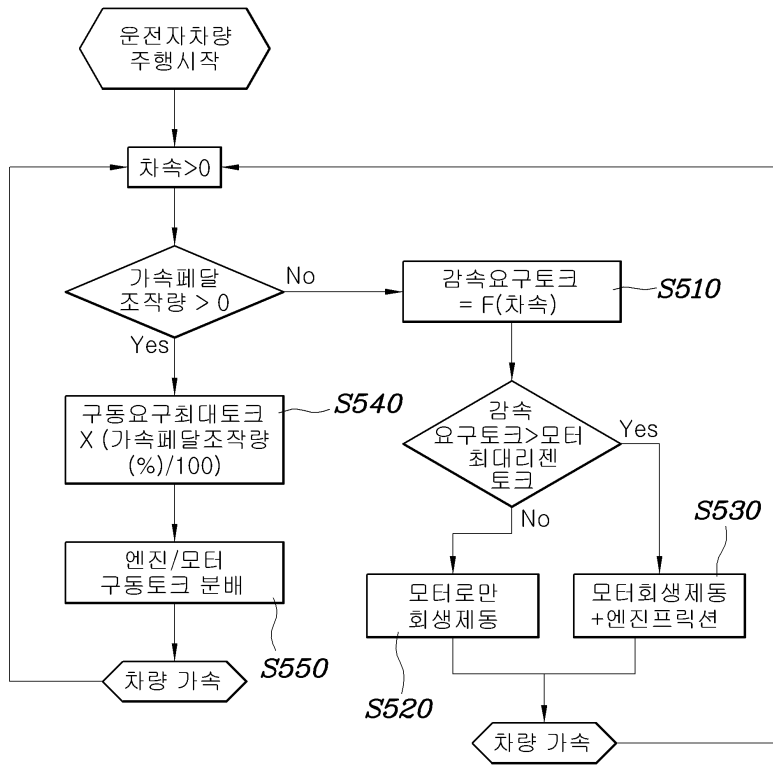 운전자차량
주행시작
차속>0
가속페달
조작량 > 0
No
Yes
감속요구토크
= F(차속)
S510
구동요구최대토크
X (가속페달조작량
(%)/100)
S540
감속
요구토크>모터
최대리젠
토크
Yes
No
엔진/모터
구동토크 분배
S550
모터로만
회생제동
S520
모터회생제동
+엔진프릭션
S530
차량 가속
차량 가속